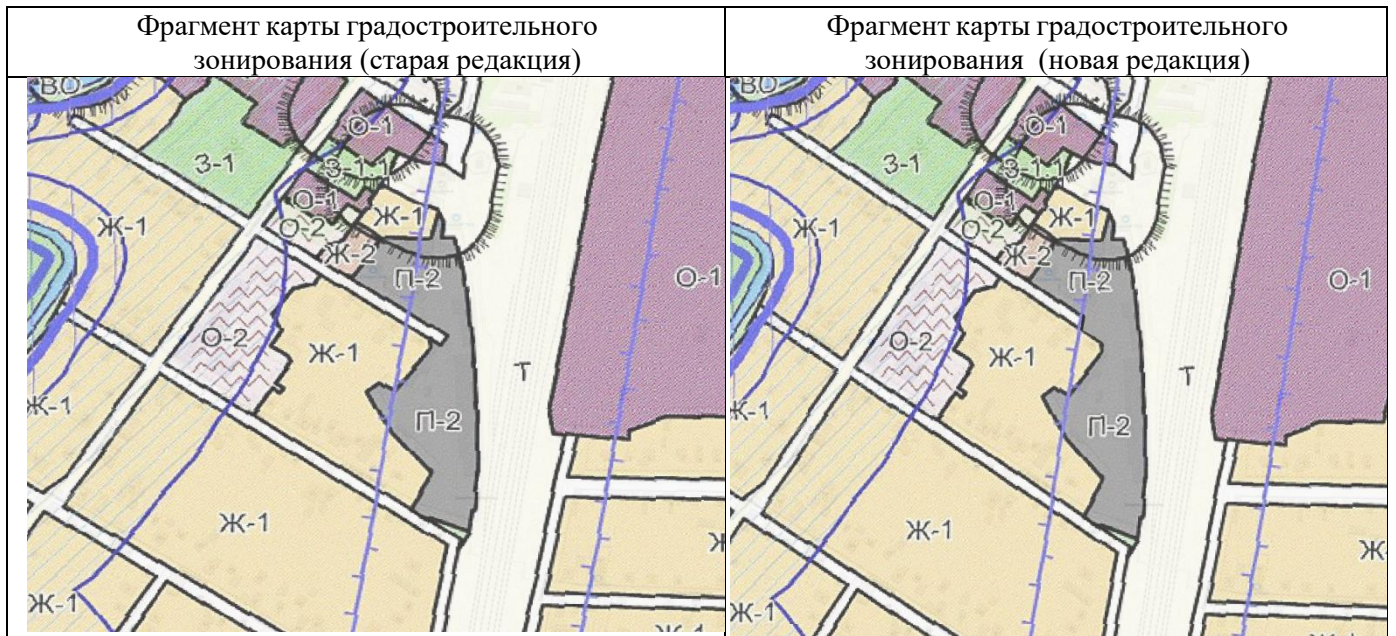 Фрагмент карты градостроительного
зонирования (старая редакция)
Фрагмент карты градостроительного
зонирования (новая редакция)
ВО
О-1
З-1
З-1.1
О-1
Ж-1
Ж-1
О-2
Ж-2
П-2
О-1
О-2
Ж-1
Т
Ж-1
П-2
Ж-1
Ж
Ж-1
Ж-1
ВО
О-1
З-1
З-1.1
О-1
Ж-1
Ж-1
О-2
Ж-2
П-2
О-1
О-2
Ж-1
Т
Ж-1
П-2
Ж-1
Ж-
Ж-1